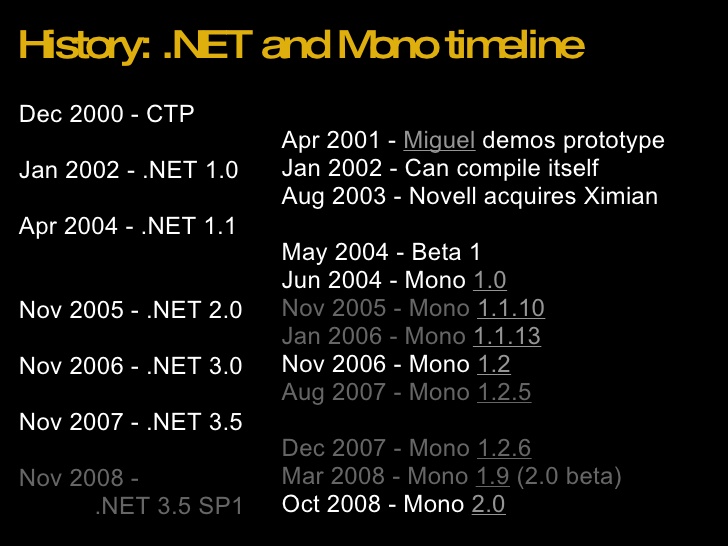 History: .NET and Mono timeline
Dec 2000 - CTP
Apr 2001 - Miguel demos prototype
Jan 2002 - .NET 1.0
Jan 2002 - Can compile itself
Aug 2003 - Novell acquires Ximian
Apr 2004 - .NET 1.1
May 2004 - Beta 1
Jun 2004 - Mono 1.0
Nov 2005 - .NET 2.0
Nov 2005 - Mono 1.1.10
Jan 2006 - Mono 1.1.13
Nov 2006 - .NET 3.0
Nov 2006 - Mono 1.2
Aug 2007 - Mono 1.2.5
Nov 2007 - .NET 3.5
Dec 2007 - Mono 1.2.6
Nov 2008 -
Mar 2008 - Mono 1.9 (2.0 beta)
.NET 3.5 SP1
Oct 2008 - Mono 2.0